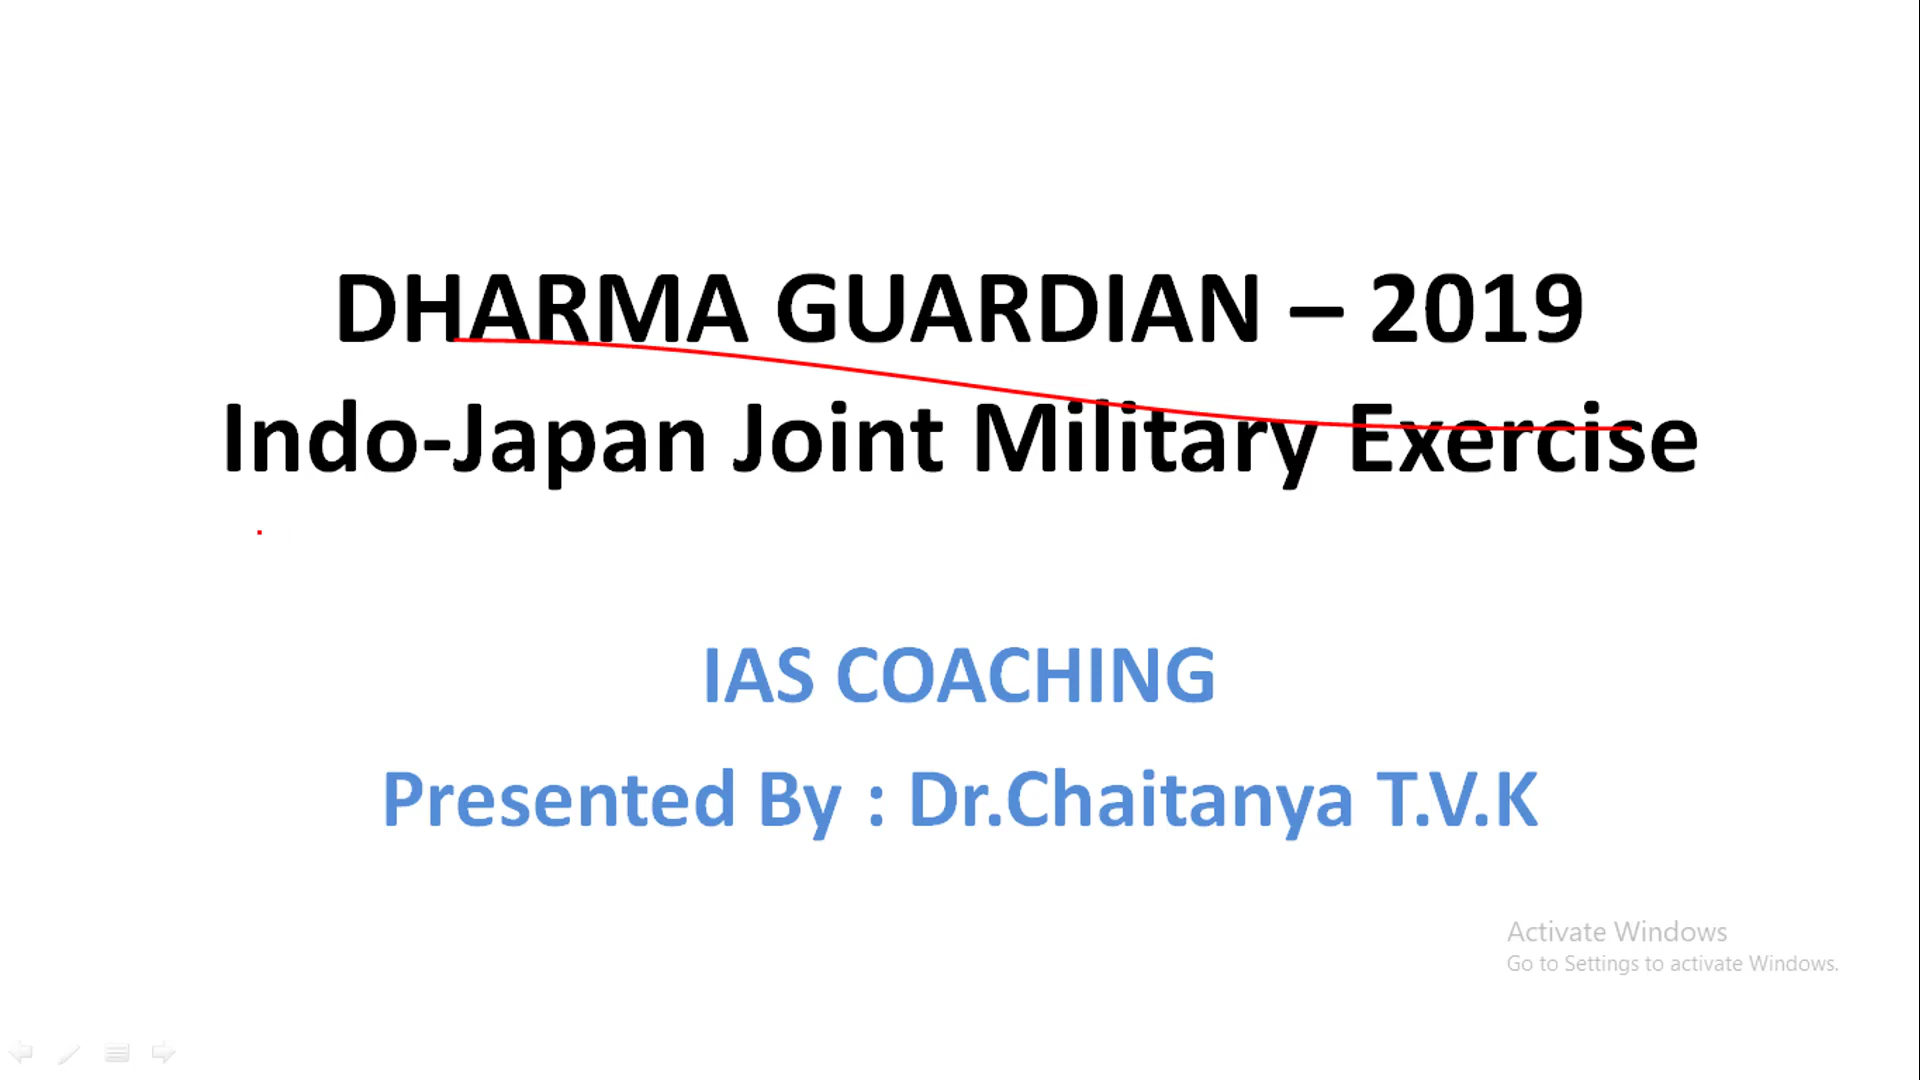 DHARMA GUARDIAN – 2019
Indo-Japan Joint Military Exercise
IAS COACHING
Presented By : Dr.Chaitanya T.V.K
Activate Windows
Go to Settings to activate Windows.